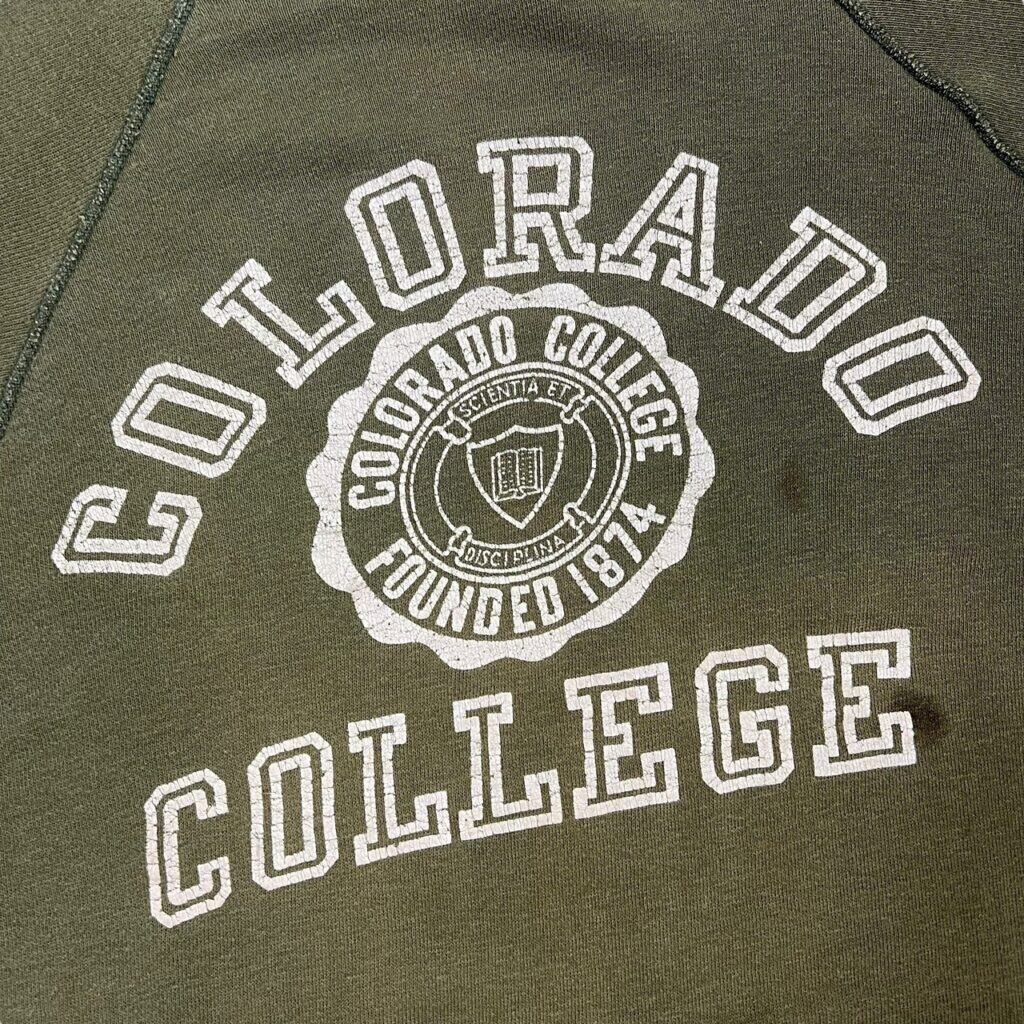 COLORADO
COLORADO COLLEGE
SCIENTIA ET
DISCIPLINA
FOUNDED 1874
COLLEGE